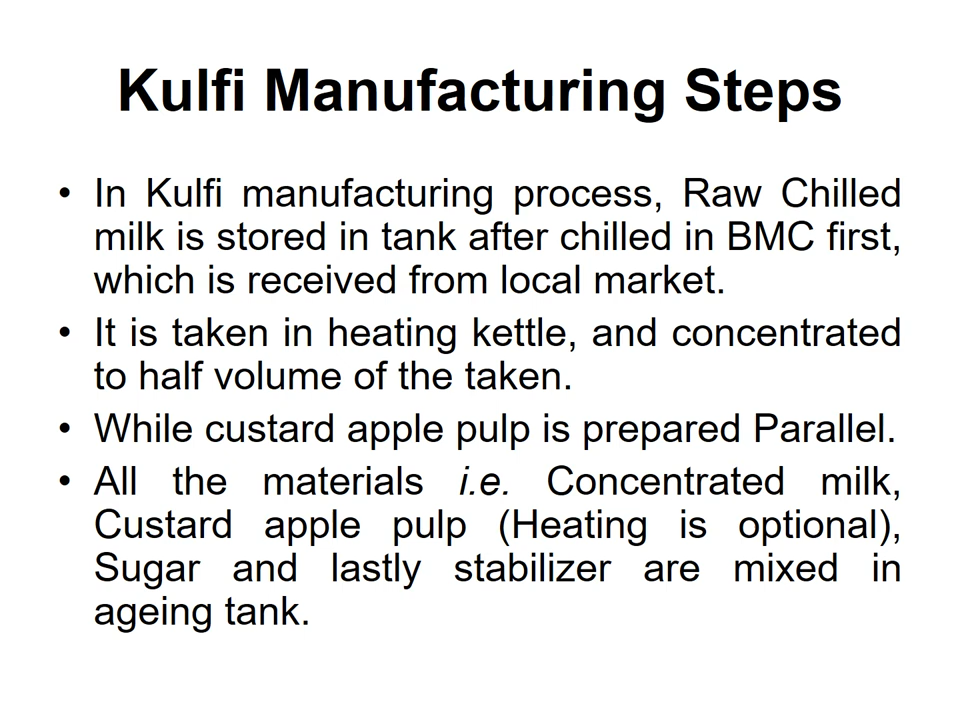 Kulfi Manufacturing Steps
• In Kulfi manufacturing process, Raw Chilled
milk is stored in tank after chilled in BMC first,
which is received from local market.
• It is taken in heating kettle, and concentrated
to half volume of the taken.
• While custard apple pulp is prepared Parallel.
• All the materials i.e. Concentrated milk,
Custard apple pulp (Heating is optional),
Sugar and lastly stabilizer are mixed in
ageing tank.